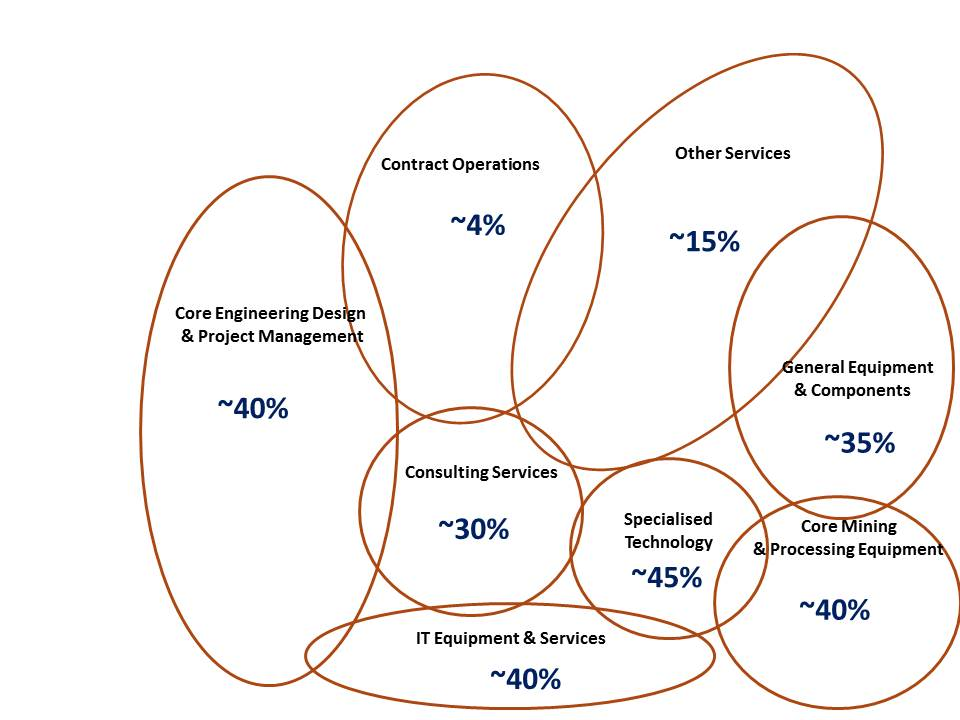 Contract Operations
~4%
Other Services
~15%
Core Engineering Design
& Project Management
~40%
General Equipment
& Components
~35%
Consulting Services
~30%
Specialised
Technology
~45%
Core Mining
& Processing Equipment
~40%
IT Equipment & Services
~40%